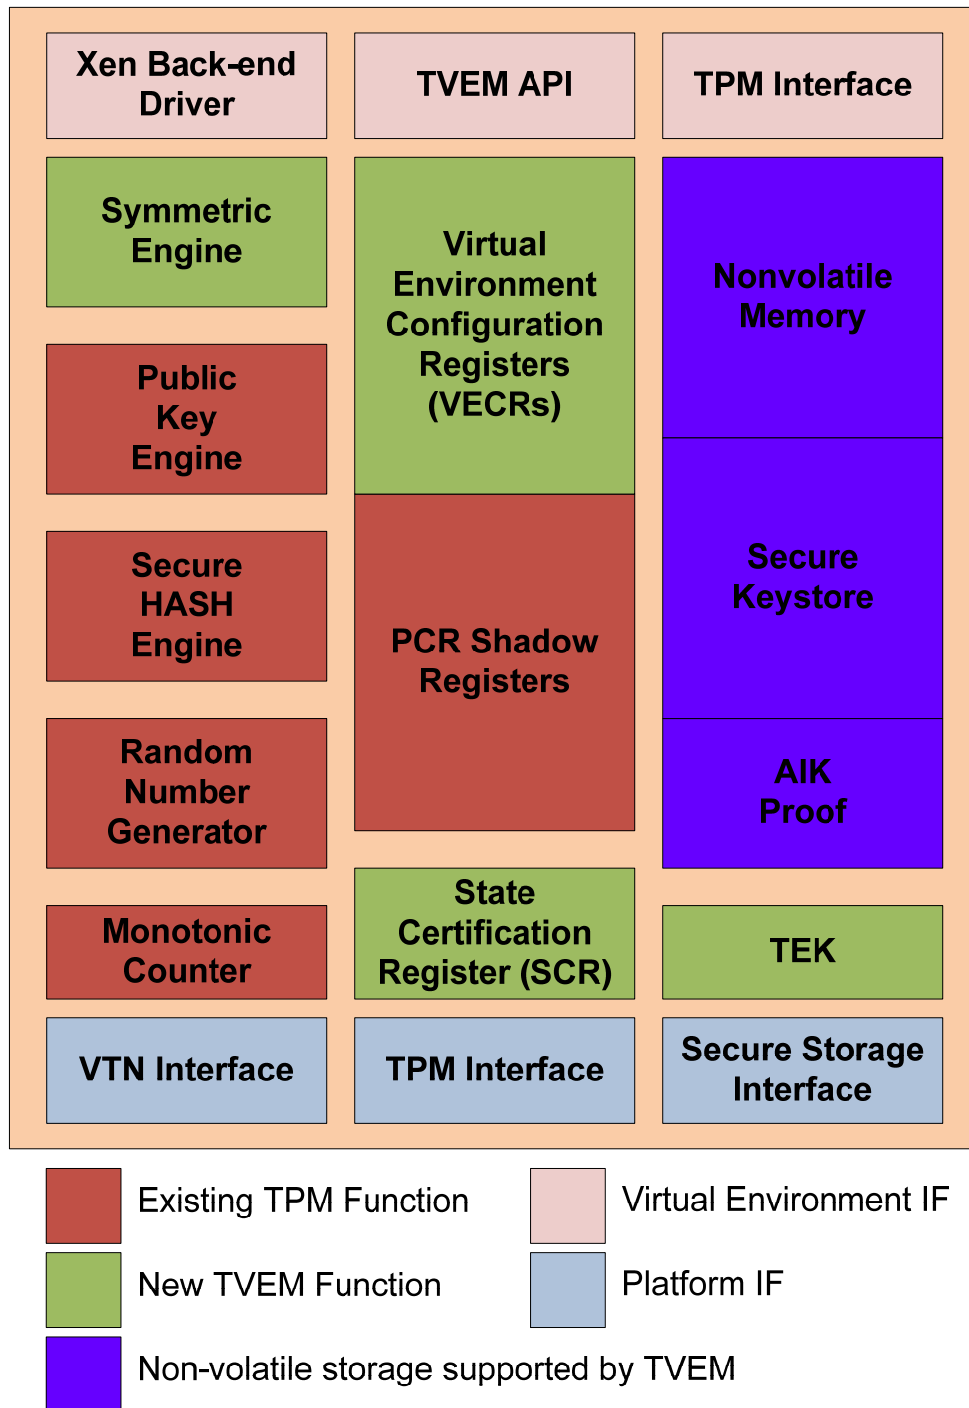 Xen Back-end
Driver
TVEM API
TPM Interface
Symmetric
Engine
Public
Key
Engine
Secure
HASH
Engine
Random
Number
Generator
Monotonic
Counter
Virtual
Environment
Configuration
Registers
(VECRs)
PCR Shadow
Registers
State
Certification
Register (SCR)
Nonvolatile
Memory
Secure
Keystore
AIK
Proof
TEK
VTN Interface
TPM Interface
Secure Storage
Interface
Existing TPM Function
New TVEM Function
Non-volatile storage supported by TVEM
Virtual Environment IF
Platform IF